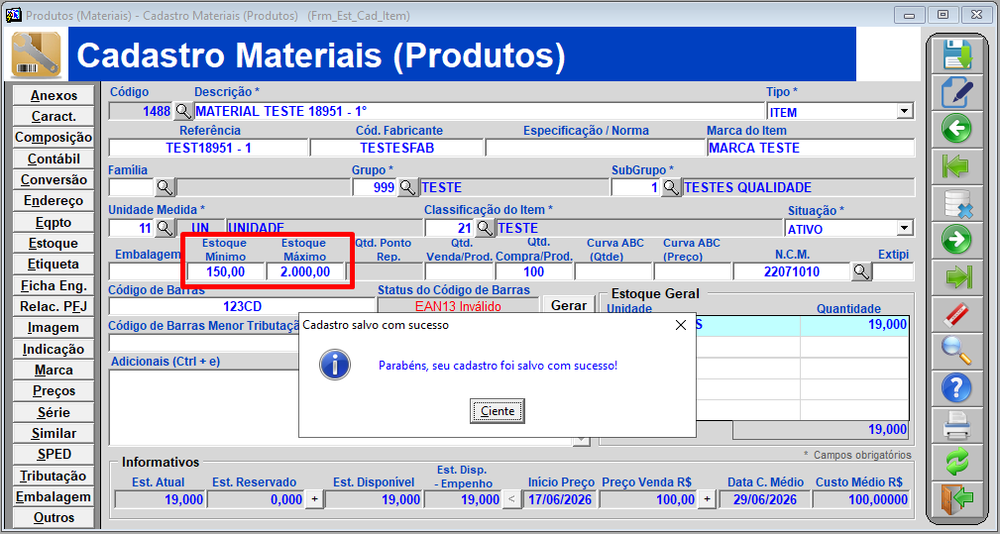 Produtos (Materiais) - Cadastro Materiais (Produtos) (Frm_Est_Cad_Item)
Cadastro Materiais (Produtos)
Anexos
Caract.
Composição
Contábil
Conversão
Endereço
Eqpto
Estoque
Etiqueta
Ficha Eng.
Relac. PFJ
Imagem
Indicação
Marca
Preços
Série
Similar
SPED
Tributação
Embalagem
Outros
Código Descrição * Tipo *
1488 MATERIAL TESTE 18951 - 1° ITEM
Referência Cód. Fabricante Especificação / Norma Marca do Item
TEST18951 - 1 TESTESFAB MARCA TESTE
Família Grupo * SubGrupo *
999 TESTE 1 TESTES QUALIDADE
Unidade Medida * Classificação do Item * Situação *
11 UN UNIDADE 21 TESTE ATIVO
Embalagem Estoque Mínimo Estoque Máximo Qtd. Ponto Rep. Qtd. Venda/Prod. Qtd. Compra/Prod. Curva ABC (Qtde) Curva ABC (Preço) N.C.M. Extipi
150,00 2.000,00 100 22071010
Código de Barras Status do Código de Barras
123CD EAN13 Inválido Gerar
Código de Barras Menor Tributaçã
Adicionais (Ctrl + e)
Estoque Geral
Unidade Quantidade
S 19,000
19,000
Cadastro salvo com sucesso
Parabéns, seu cadastro foi salvo com sucesso!
Ciente
* Campos obrigatórios
Informativos
Est. Atual Est. Reservado Est. Disponível Est. Disp. - Empenho Inicio Preço Preço Venda R$ Data C. Médio Custo Médio R$
19,000 0,000 + 19,000 19,000 < 17/06/2026 100,00 + 29/06/2026 100,00000